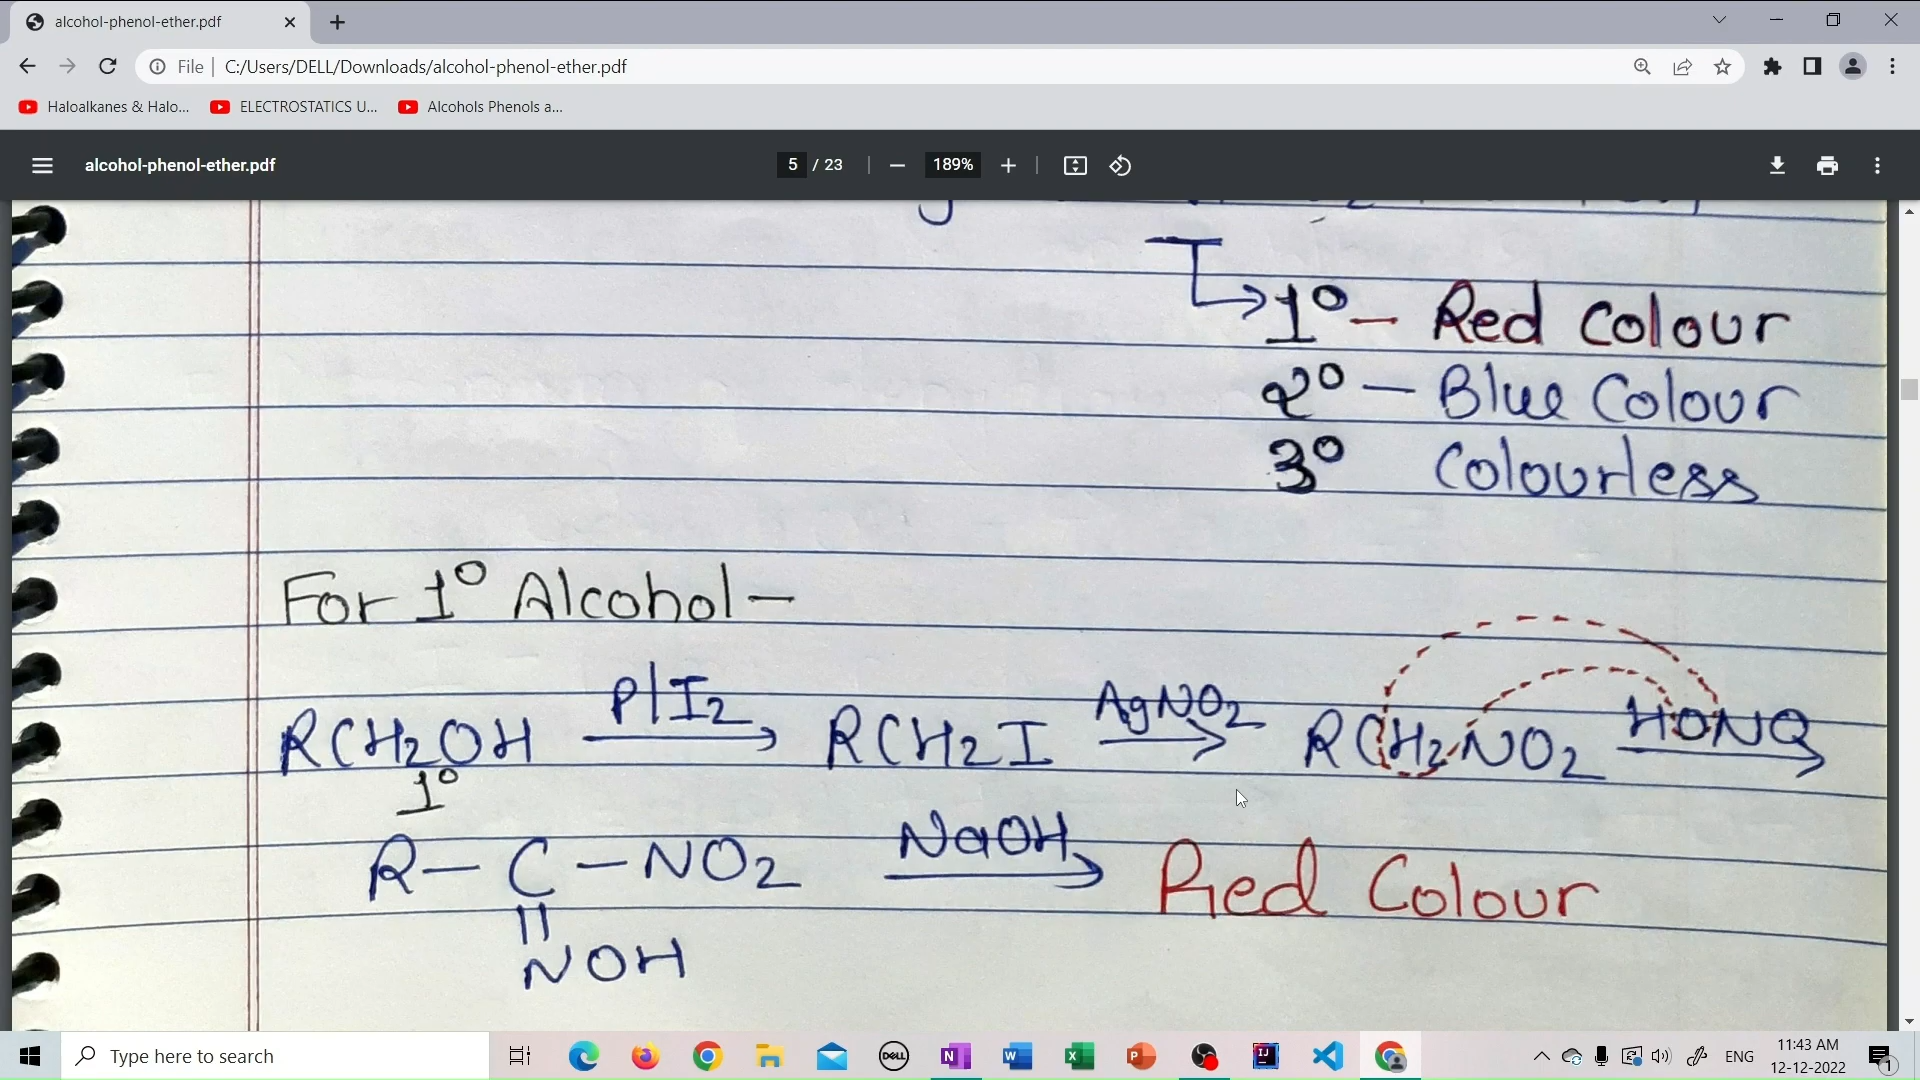 alcohol-phenol-ether.pdf
File | C:/Users/DELL/Downloads/alcohol-phenol-ether.pdf
Haloalkanes & Halo... ELECTROSTATICS U... Alcohols Phenols a...
alcohol-phenol-ether.pdf 5 / 23 189%
1° - Red Colour
2° - Blue Colour
3° Colourless
For 1° Alcohol -
P/I2 AgNO2 HONO
RCH2OH → RCH2I → RCH2NO2 →
1°
NaOH
R - C - NO2 → Red Colour
||
NOH
Type here to search
ENG
11:43 AM
12-12-2022
1